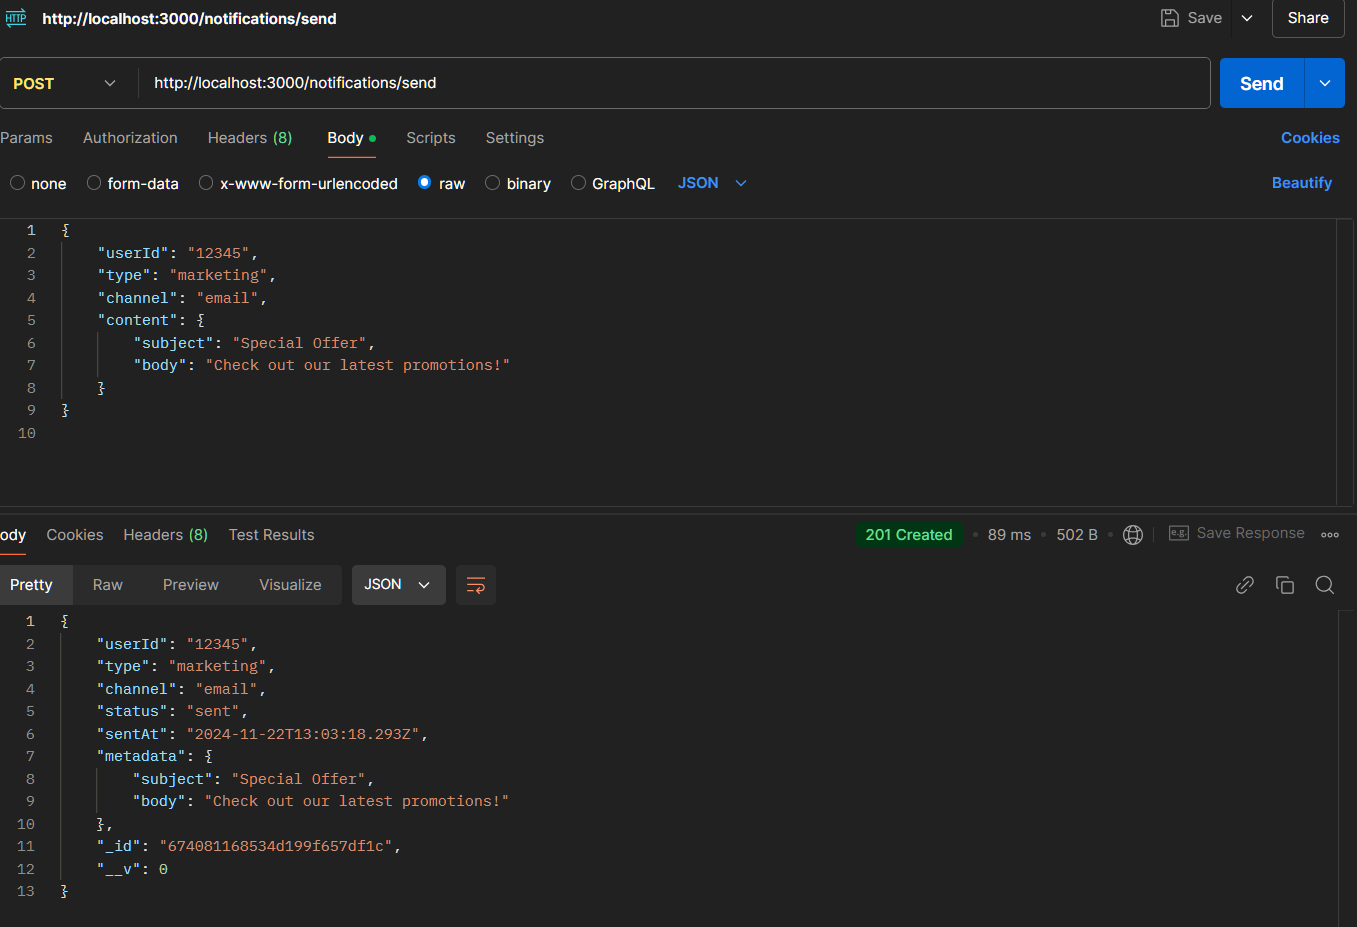 HTTP http://localhost:3000/notifications/send Save Share
POST http://localhost:3000/notifications/send Send
Params Authorization Headers (8) Body Scripts Settings Cookies
none form-data x-www-form-urlencoded raw binary GraphQL JSON Beautify
1 {
2 "userId": "12345",
3 "type": "marketing",
4 "channel": "email",
5 "content": {
6 "subject": "Special Offer",
7 "body": "Check out our latest promotions!"
8 }
9 }
10
ody Cookies Headers (8) Test Results 201 Created • 89 ms • 502 B • e.g. Save Response
Pretty Raw Preview Visualize JSON
1 {
2 "userId": "12345",
3 "type": "marketing",
4 "channel": "email",
5 "status": "sent",
6 "sentAt": "2024-11-22T13:03:18.293Z",
7 "metadata": {
8 "subject": "Special Offer",
9 "body": "Check out our latest promotions!"
10 },
11 "_id": "674081168534d199f657df1c",
12 "__v": 0
13 }